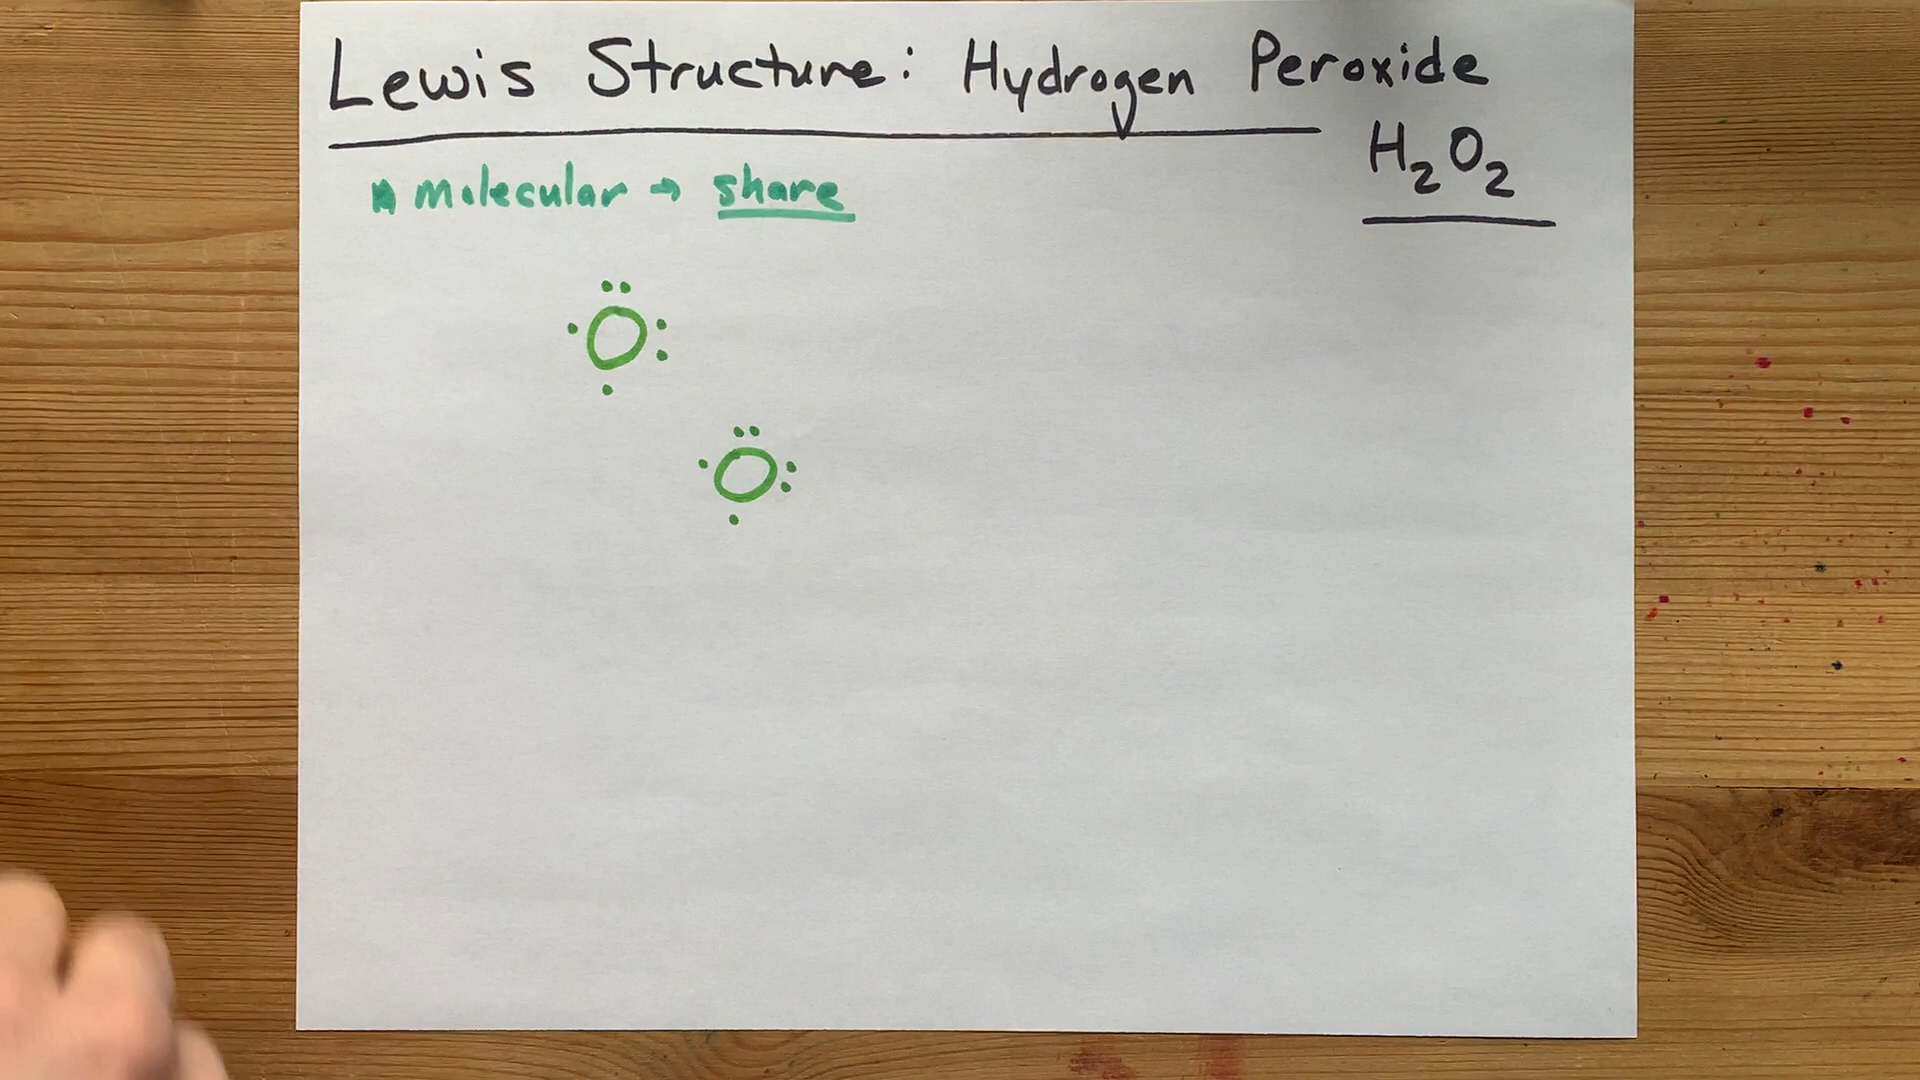 Lewis Structure: Hydrogen Peroxide
H₂O₂
molecular → share
O
O